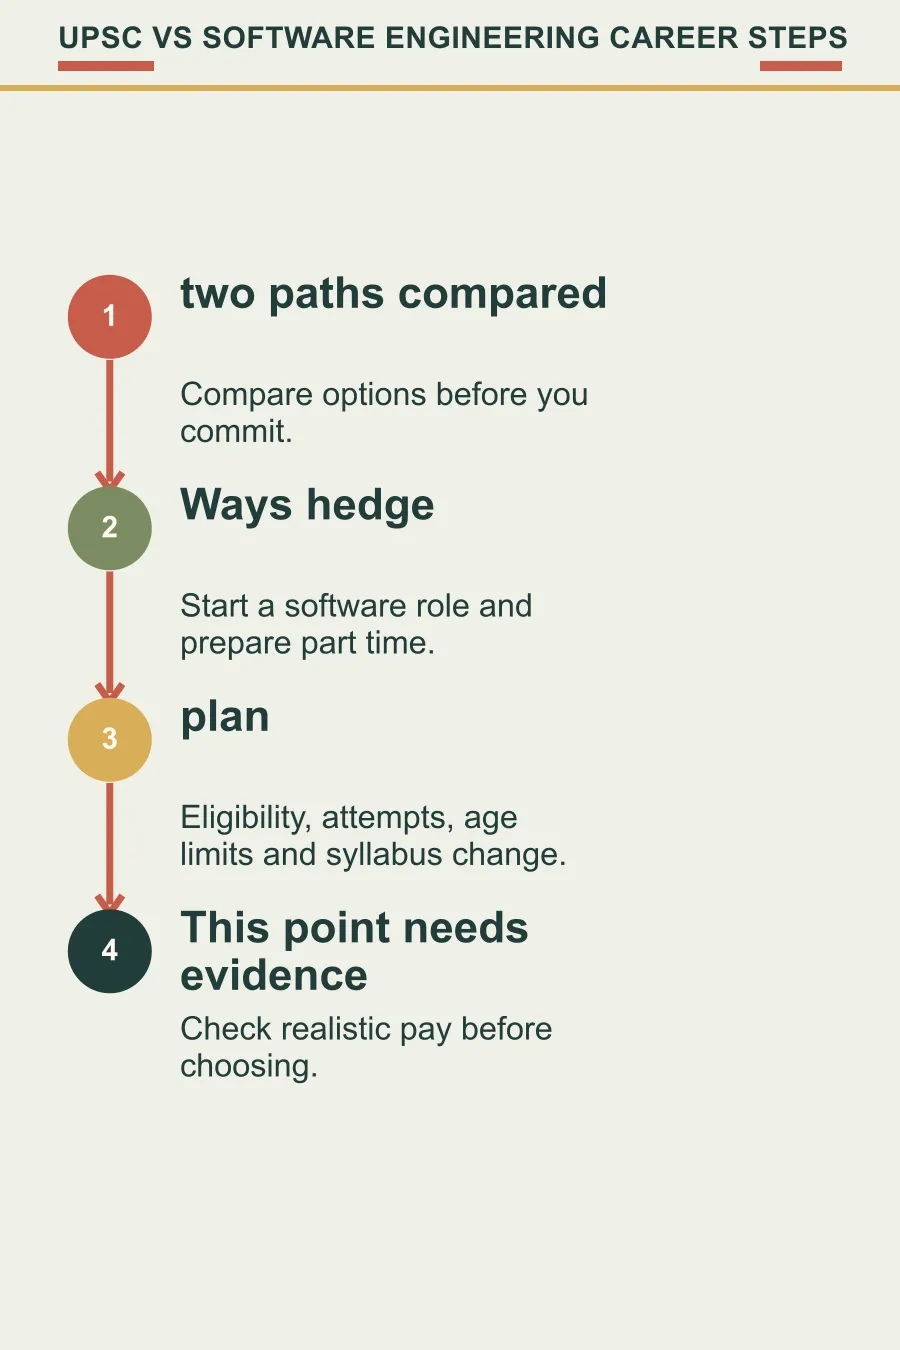 UPSC VS SOFTWARE ENGINEERING CAREER STEPS
1
two paths compared
Compare options before you
commit.
2
Ways hedge
Start a software role and
prepare part time.
3
plan
Eligibility, attempts, age
limits and syllabus change.
4
This point needs
evidence
Check realistic pay before
choosing.